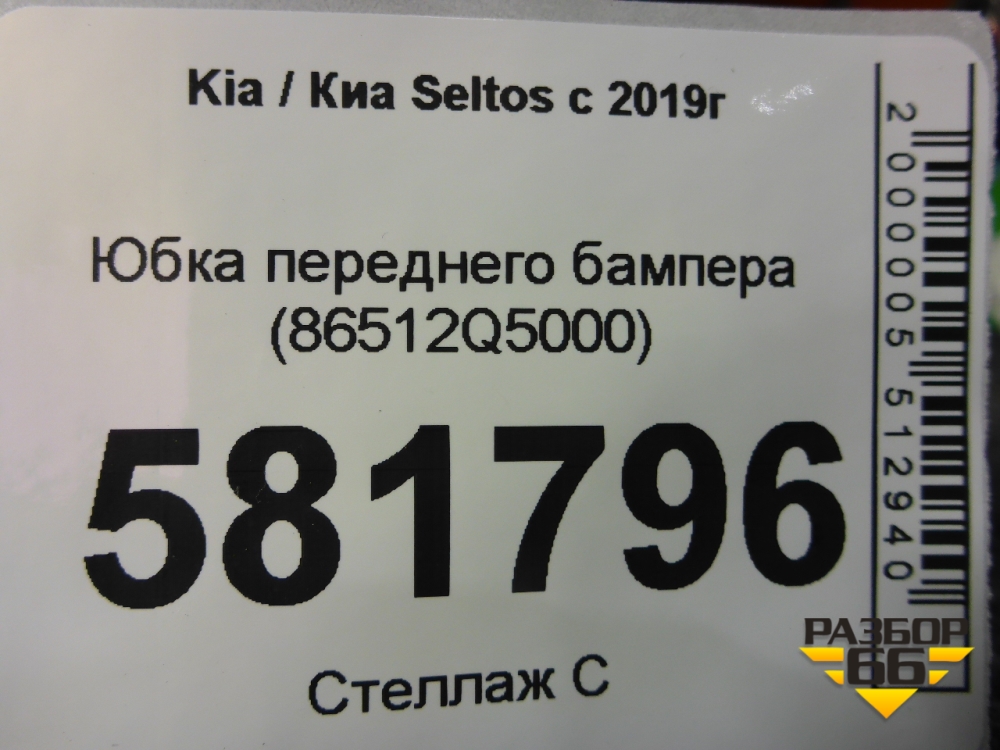 Kia / Киа Seltos с 2019г
Юбка переднего бампера
(86512Q5000)
581796
Стеллаж С
2000005512940
РАЗБОР
66